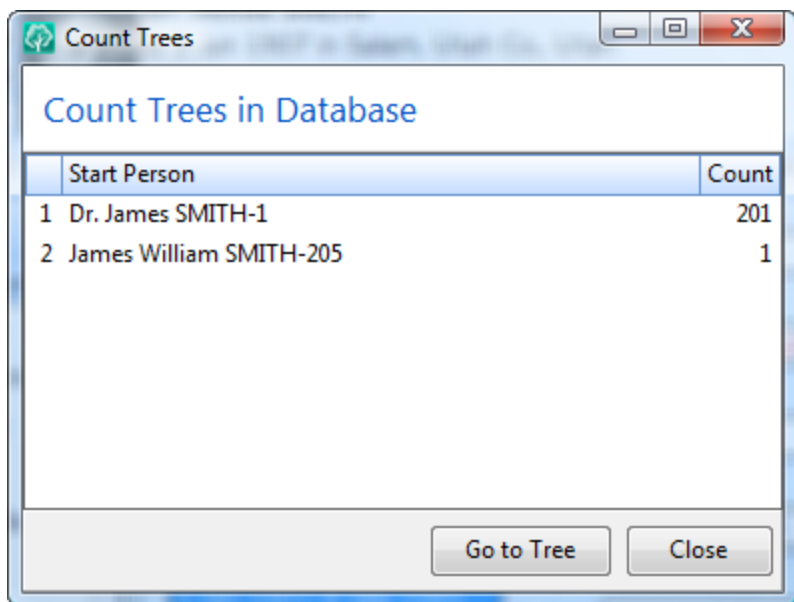 Count Trees
Count Trees in Database
Start Person Count
1 Dr. James SMITH-1 201
2 James William SMITH-205 1
Go to Tree Close